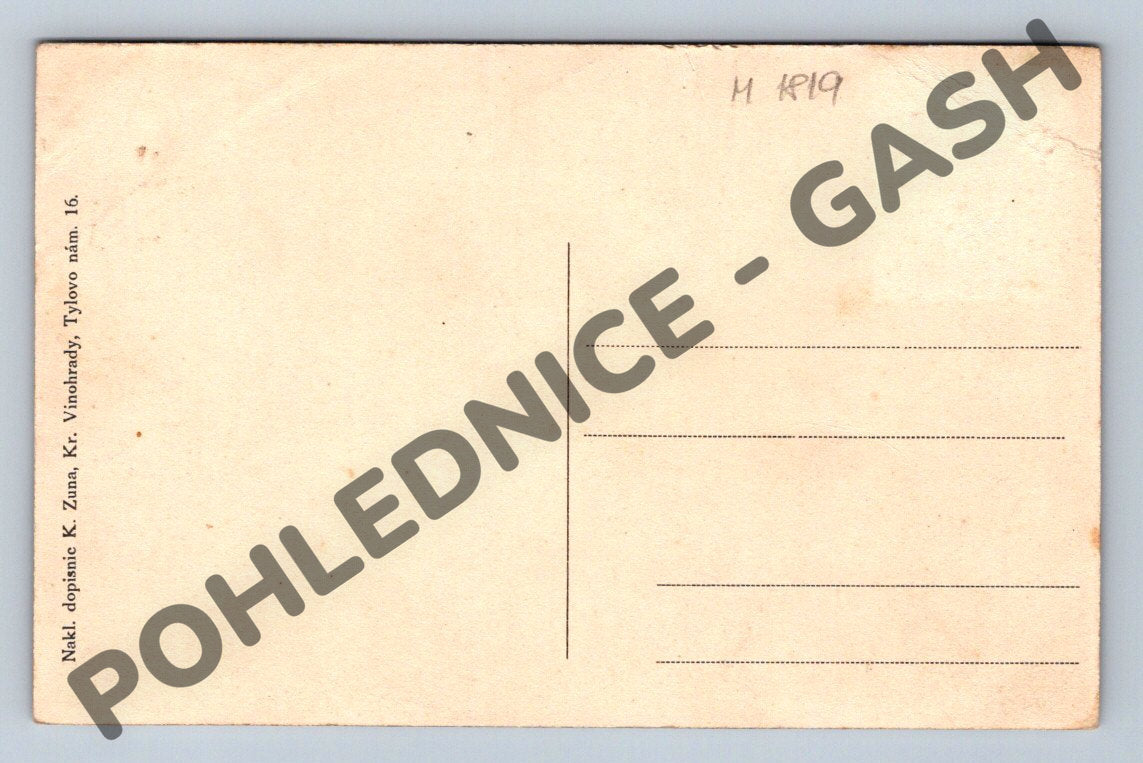 M 1819
Nakl. dopisnic K. Zuna, Kr. Vinohrady, Tylovo nám. 16.
POHLEDNICE - GASH